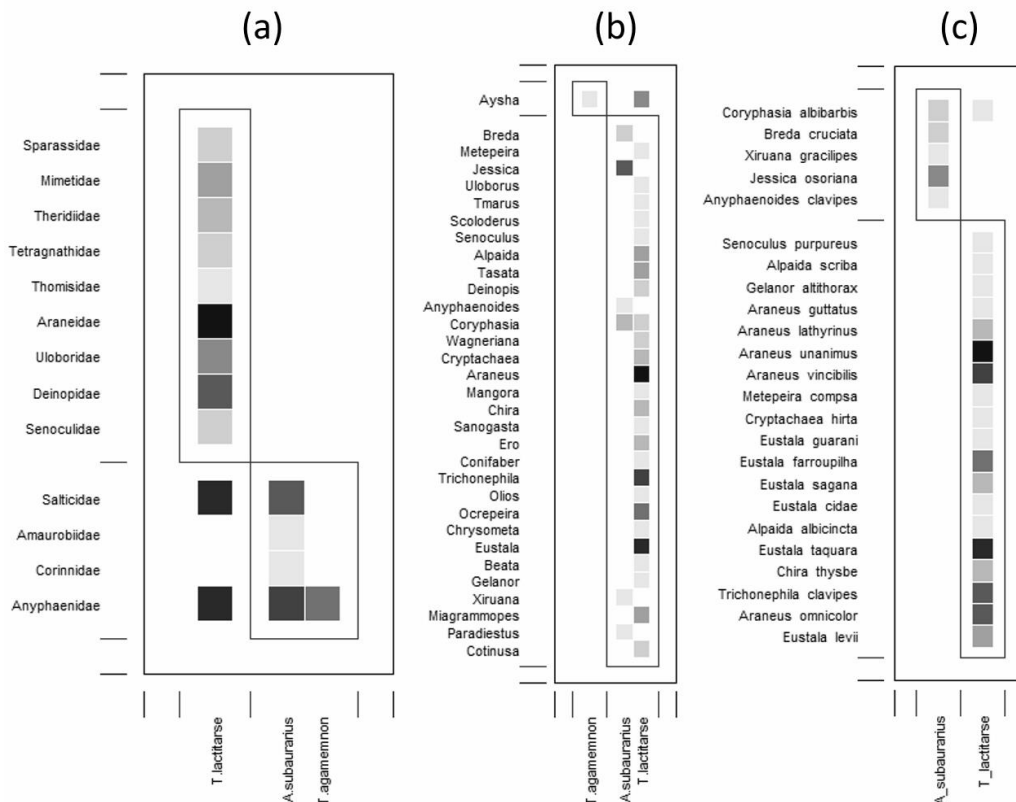 (a)
Sparassidae
Mimetidae
Theridiidae
Tetragnathidae
Thomisidae
Araneidae
Uloboridae
Deinopidae
Senoculidae
Salticidae
Amaurobiidae
Corinnidae
Anyphaenidae
T.lactitarse
A.subaurarius
T.agamemnon
(b)
Aysha
Breda
Metepeira
Jessica
Uloborus
Tmarus
Scoloderus
Senoculus
Alpaida
Tasata
Deinopis
Anyphaenoides
Coryphasia
Wagneriana
Cryptachaea
Araneus
Mangora
Chira
Sanogasta
Ero
Conifaber
Trichonephila
Olios
Ocrepeira
Chrysometa
Eustala
Beata
Gelanor
Xiruana
Miagrammopes
Paradiestus
Cotinusa
T.agamemnon
A.subaurarius
T.lactitarse
(c)
Coryphasia albibarbis
Breda cruciata
Xiruana gracilipes
Jessica osoriana
Anyphaenoides clavipes
Senoculus purpureus
Alpaida scriba
Gelanor altithorax
Araneus guttatus
Araneus lathyrinus
Araneus unanimus
Araneus vincibilis
Metepeira compsa
Cryptachaea hirta
Eustala guarani
Eustala farroupilha
Eustala sagana
Eustala cidae
Alpaida albicincta
Eustala taquara
Chira thysbe
Trichonephila clavipes
Araneus omnicolor
Eustala levii
A_subaurarius
T_lactitarse